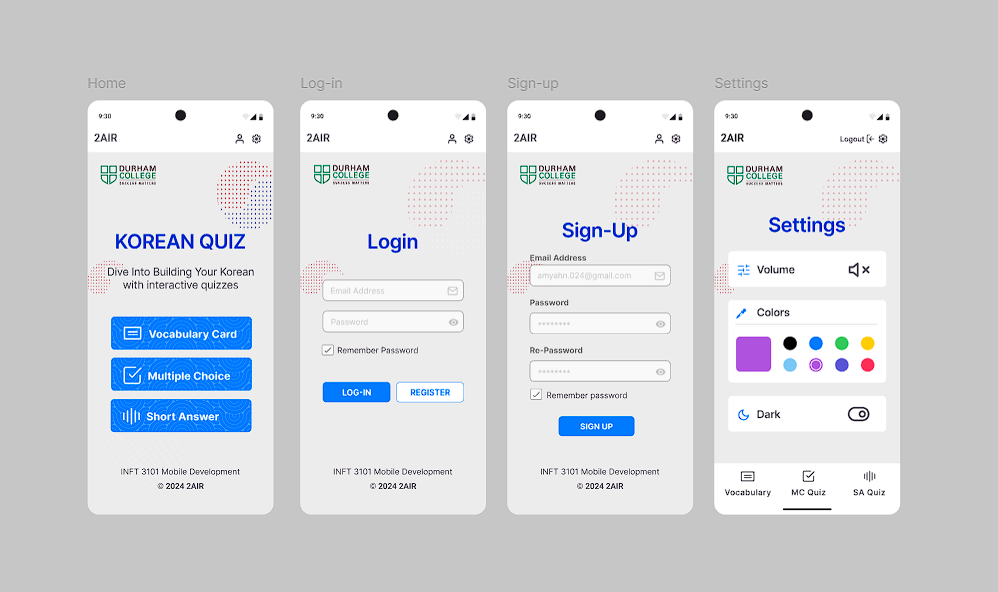 Home
9:30
2AIR
DURHAM
COLLEGE
SUCCESS MATTERS
KOREAN QUIZ
Dive Into Building Your Korean
with interactive quizzes
Vocabulary Card
Multiple Choice
Short Answer
INFT 3101 Mobile Development
© 2024 2AIR
Log-in
9:30
2AIR
DURHAM
COLLEGE
SUCCESS MATTERS
Login
Email Address
Password
Remember Password
LOG-IN REGISTER
INFT 3101 Mobile Development
© 2024 2AIR
Sign-up
9:30
2AIR
DURHAM
COLLEGE
SUCCESS MATTERS
Sign-Up
Email Address
amyahn.024@gmail.com
Password
********
Re-Password
********
Remember password
SIGN UP
INFT 3101 Mobile Development
© 2024 2AIR
Settings
9:30
2AIR Logout
DURHAM
COLLEGE
SUCCESS MATTERS
Settings
Volume
Colors
Dark
Vocabulary MC Quiz SA Quiz